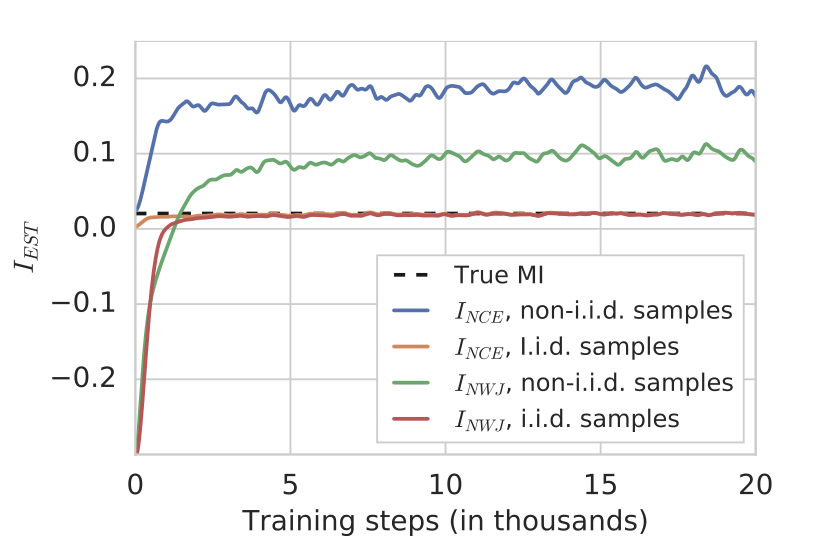 0.2
0.1
0.0
−0.1
−0.2
I_EST
True MI
I_NCE, non-i.i.d. samples
I_NCE, I.i.d. samples
I_NWJ, non-i.i.d. samples
I_NWJ, i.i.d. samples
0 5 10 15 20
Training steps (in thousands)